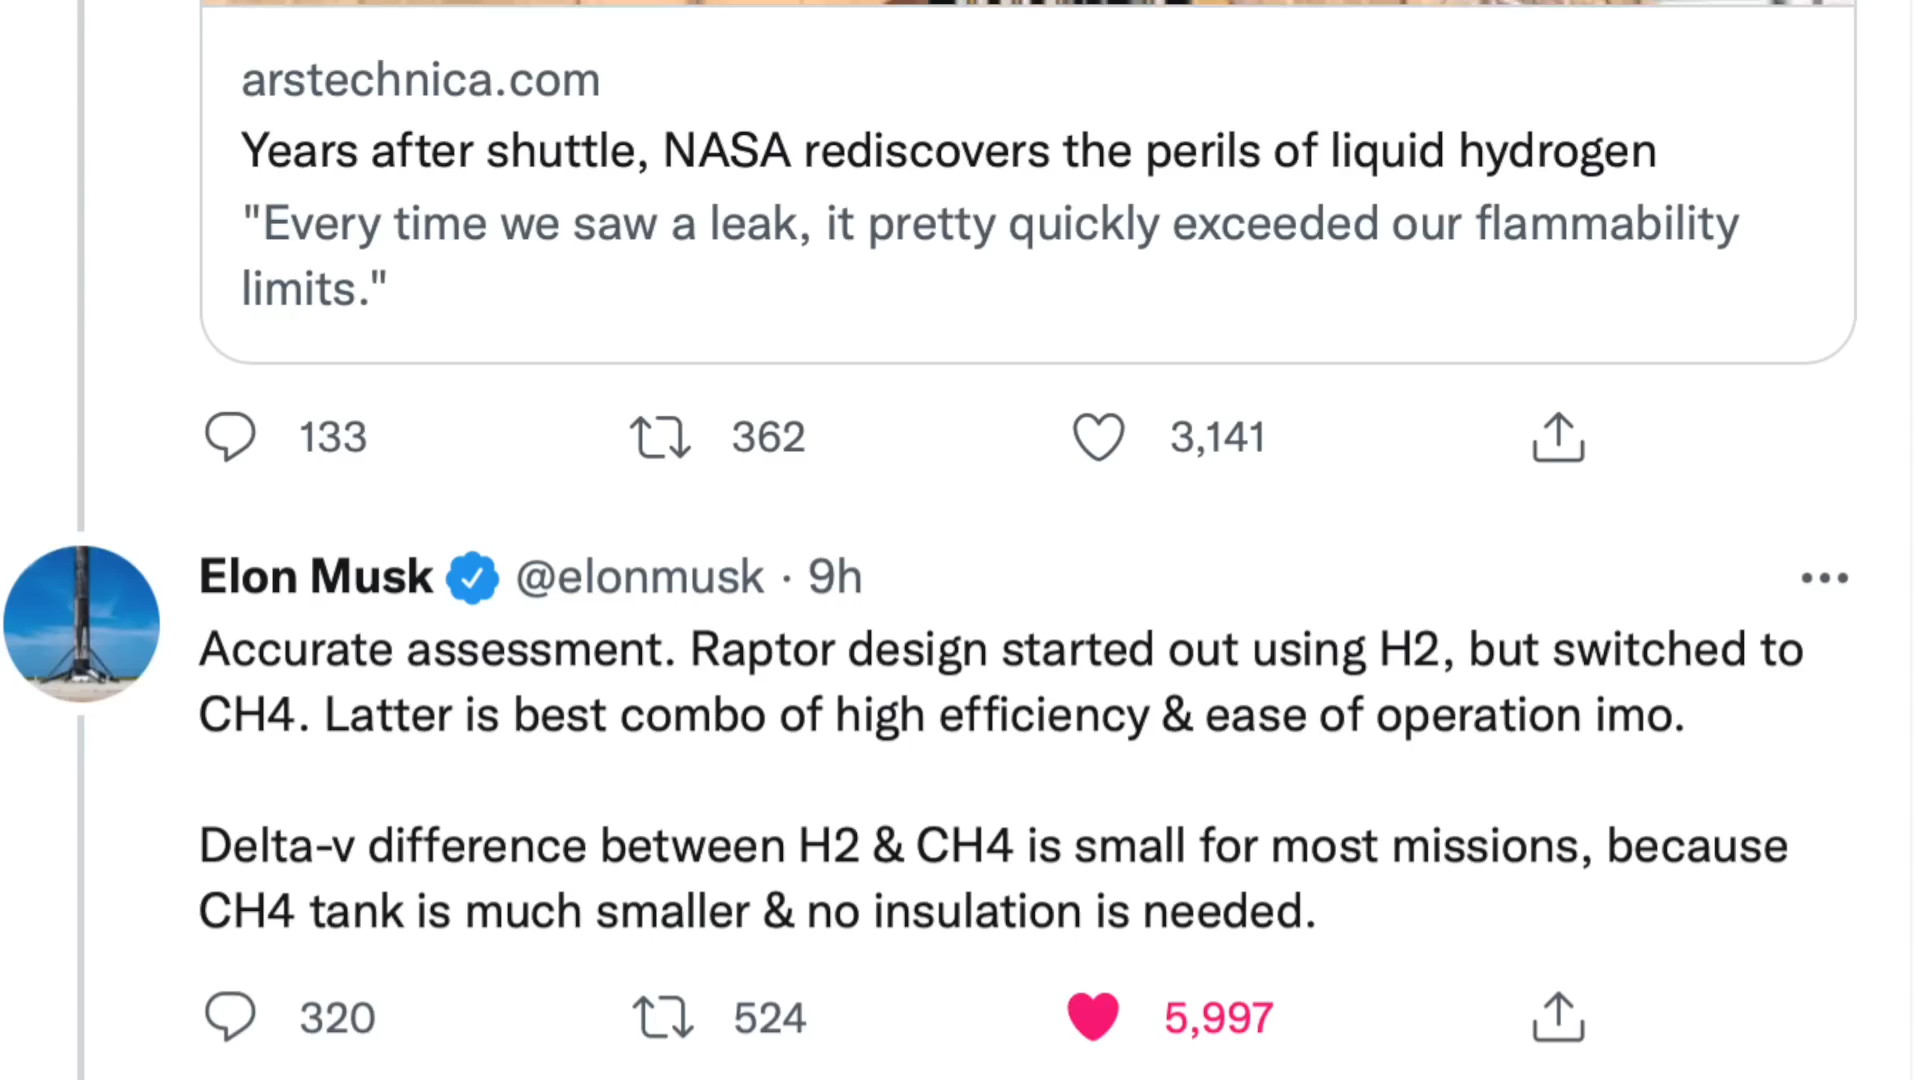 arstechnica.com
Years after shuttle, NASA rediscovers the perils of liquid hydrogen
"Every time we saw a leak, it pretty quickly exceeded our flammability
limits."
133 362 3,141
Elon Musk @elonmusk · 9h
Accurate assessment. Raptor design started out using H2, but switched to
CH4. Latter is best combo of high efficiency & ease of operation imo.
Delta-v difference between H2 & CH4 is small for most missions, because
CH4 tank is much smaller & no insulation is needed.
320 524 5,997